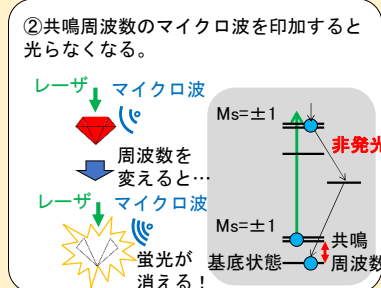 ②共鳴周波数のマイクロ波を印加すると
光らなくなる。
レーザ マイクロ波
周波数を
変えると…
レーザ マイクロ波
蛍光が
消える！
Ms=±1
非発光
Ms=±1
共鳴
周波数
基底状態